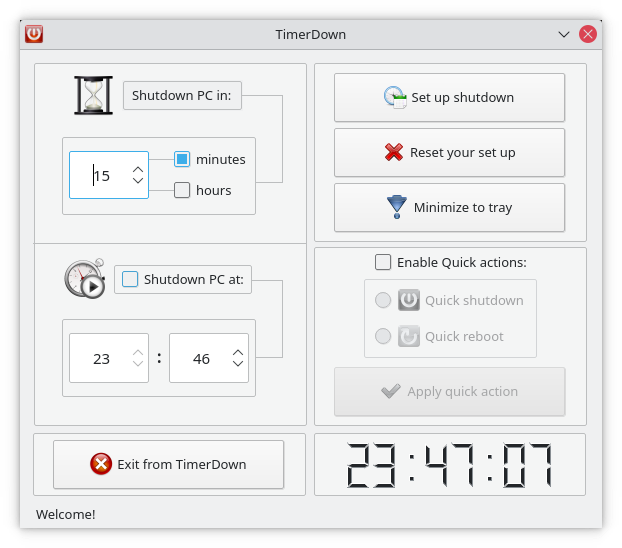 TimerDown
Shutdown PC in:
15
minutes
hours
Shutdown PC at:
23 : 46
Exit from TimerDown
Set up shutdown
Reset your set up
Minimize to tray
Enable Quick actions:
Quick shutdown
Quick reboot
Apply quick action
23:47:07
Welcome!